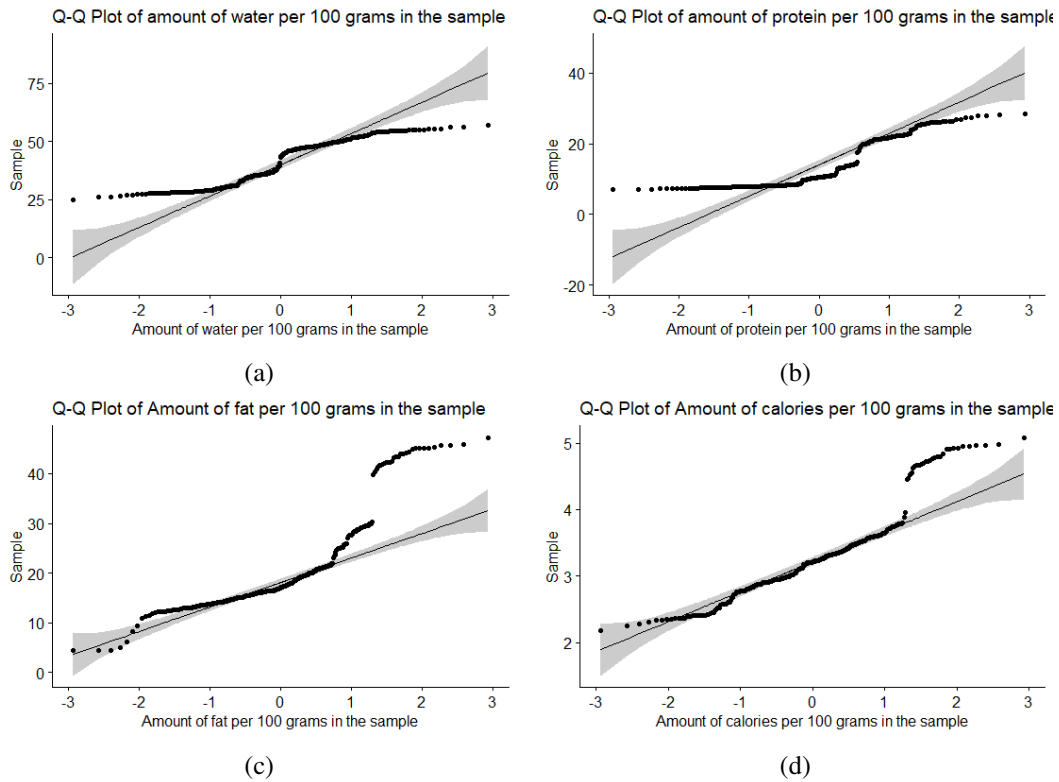 Q-Q Plot of amount of water per 100 grams in the sample
75
50
25
0
Sample
-3 -2 -1 0 1 2 3
Amount of water per 100 grams in the sample
(a)
Q-Q Plot of amount of protein per 100 grams in the sample
40
20
0
-20
Sample
-3 -2 -1 0 1 2 3
Amount of protein per 100 grams in the sample
(b)
Q-Q Plot of Amount of fat per 100 grams in the sample
40
30
20
10
0
Sample
-3 -2 -1 0 1 2 3
Amount of fat per 100 grams in the sample
(c)
Q-Q Plot of Amount of calories per 100 grams in the sample
5
4
3
2
Sample
-3 -2 -1 0 1 2 3
Amount of calories per 100 grams in the sample
(d)